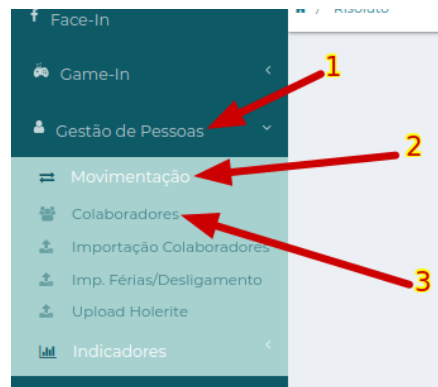 Face-In
/ Risoluto
Game-In
1
Gestão de Pessoas
2
Movimentação
Colaboradores
Importação Colaboradores
Imp. Férias/Desligamento
3
Upload Holerite
Indicadores